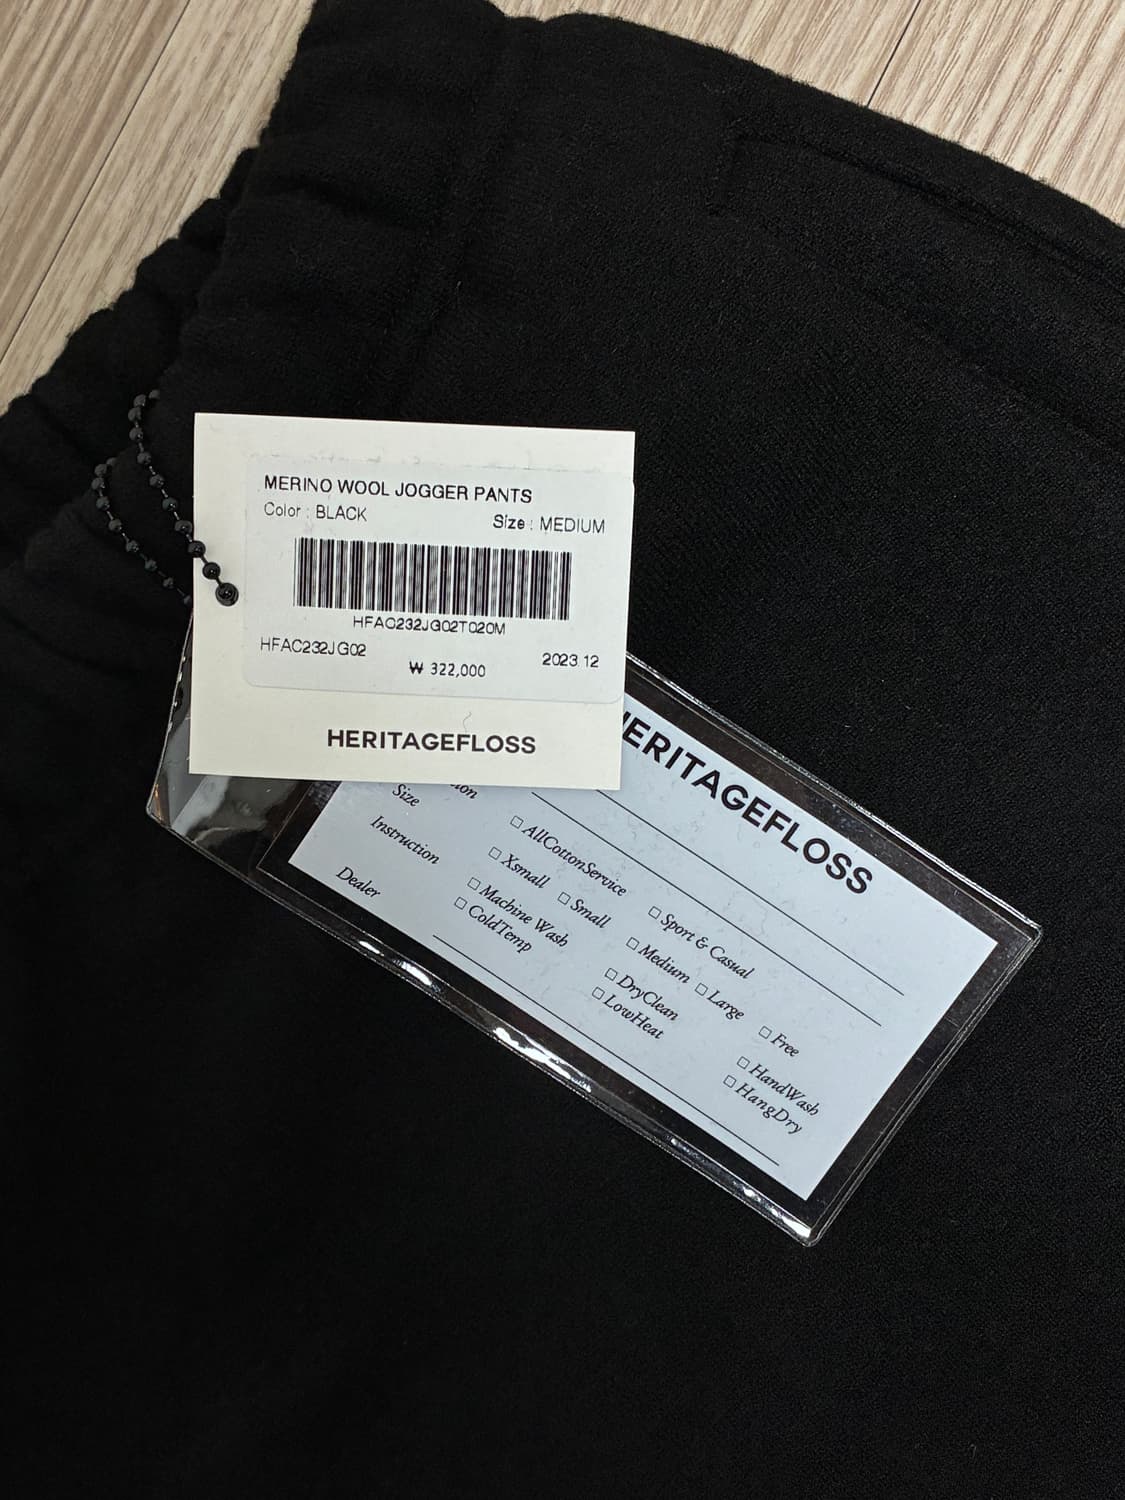 MERINO WOOL JOGGER PANTS
Color : BLACK Size : MEDIUM
HFAC232JG02T020M
HFAC232JG02 2023.12
₩ 322,000
HERITAGEFLOSS
HERITAGEFLOSS
□ AllCottonService □ Sport & Casual
Size □ Xsmall □ Small □ Medium □ Large □ Free
Instruction □ Machine Wash □ DryClean □ HandWash
□ ColdTemp □ LowHeat □ HangDry
Dealer